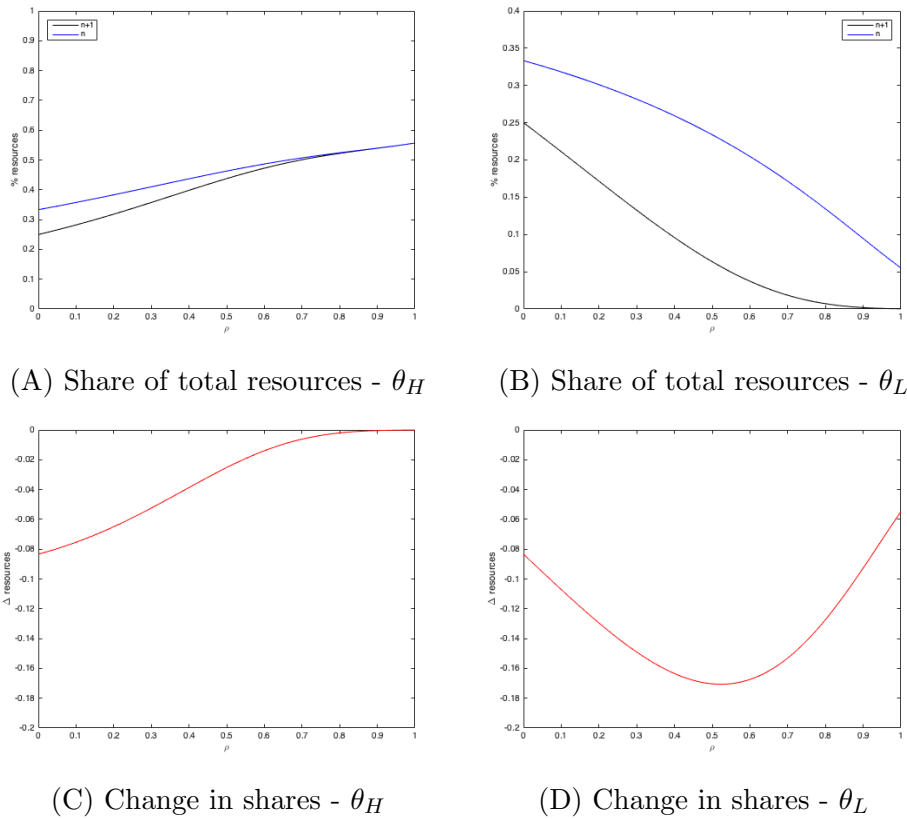 1
0.9
0.8
0.7
0.6
0.5
0.4
0.3
0.2
0.1
0
% resources
n+1
n
0 0.1 0.2 0.3 0.4 0.5 0.6 0.7 0.8 0.9 1
ρ
0.4
0.35
0.3
0.25
0.2
0.15
0.1
0.05
0
% resources
n+1
n
0 0.1 0.2 0.3 0.4 0.5 0.6 0.7 0.8 0.9 1
ρ
(A) Share of total resources - θ_H
(B) Share of total resources - θ_L
0
-0.02
-0.04
-0.06
-0.08
-0.1
-0.12
-0.14
-0.16
-0.18
-0.2
Δ resources
0 0.1 0.2 0.3 0.4 0.5 0.6 0.7 0.8 0.9 1
ρ
0
-0.02
-0.04
-0.06
-0.08
-0.1
-0.12
-0.14
-0.16
-0.18
-0.2
Δ resources
0 0.1 0.2 0.3 0.4 0.5 0.6 0.7 0.8 0.9 1
ρ
(C) Change in shares - θ_H
(D) Change in shares - θ_L